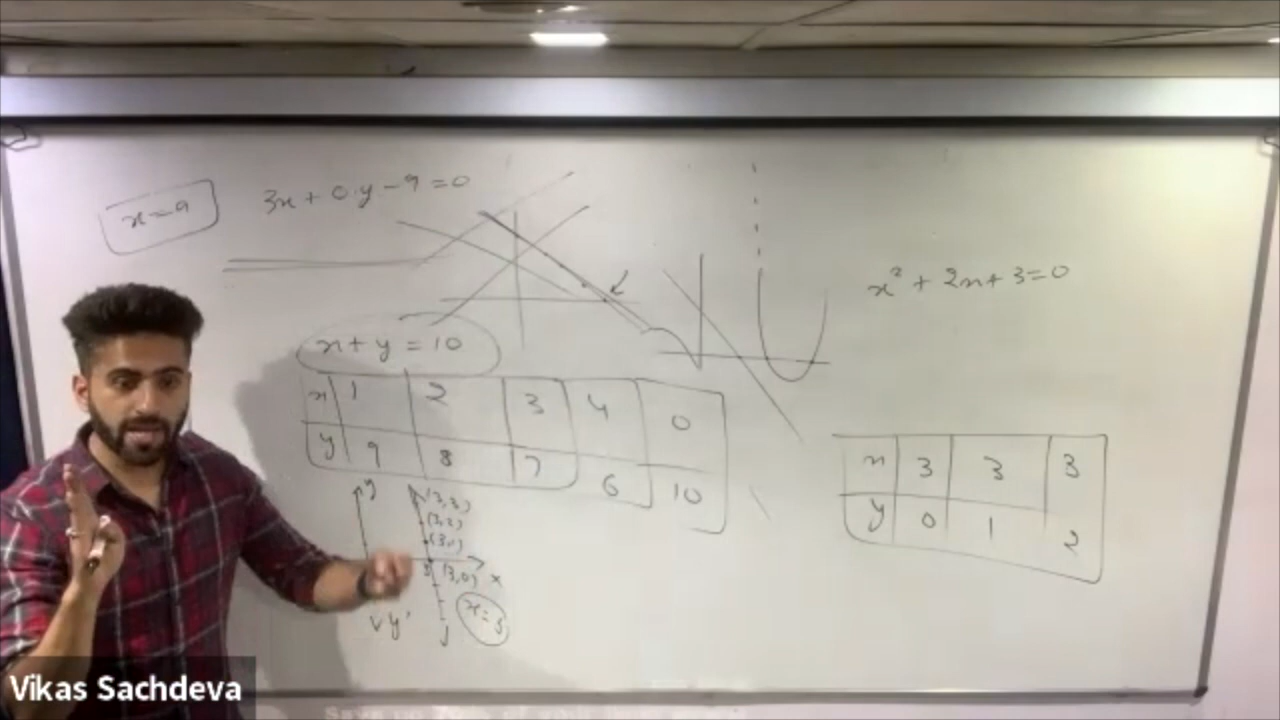 x=9
3x + 0.y - 9 = 0
x² + 2x + 3 = 0
x + y = 10
x 1 2 3 4 0
y 9 8 7 6 10
x 3 3 3
y 0 1 2
y
(3,3)
(3,2)
(3,1)
3 (3,0) x
x=3
y'
Vikas Sachdeva